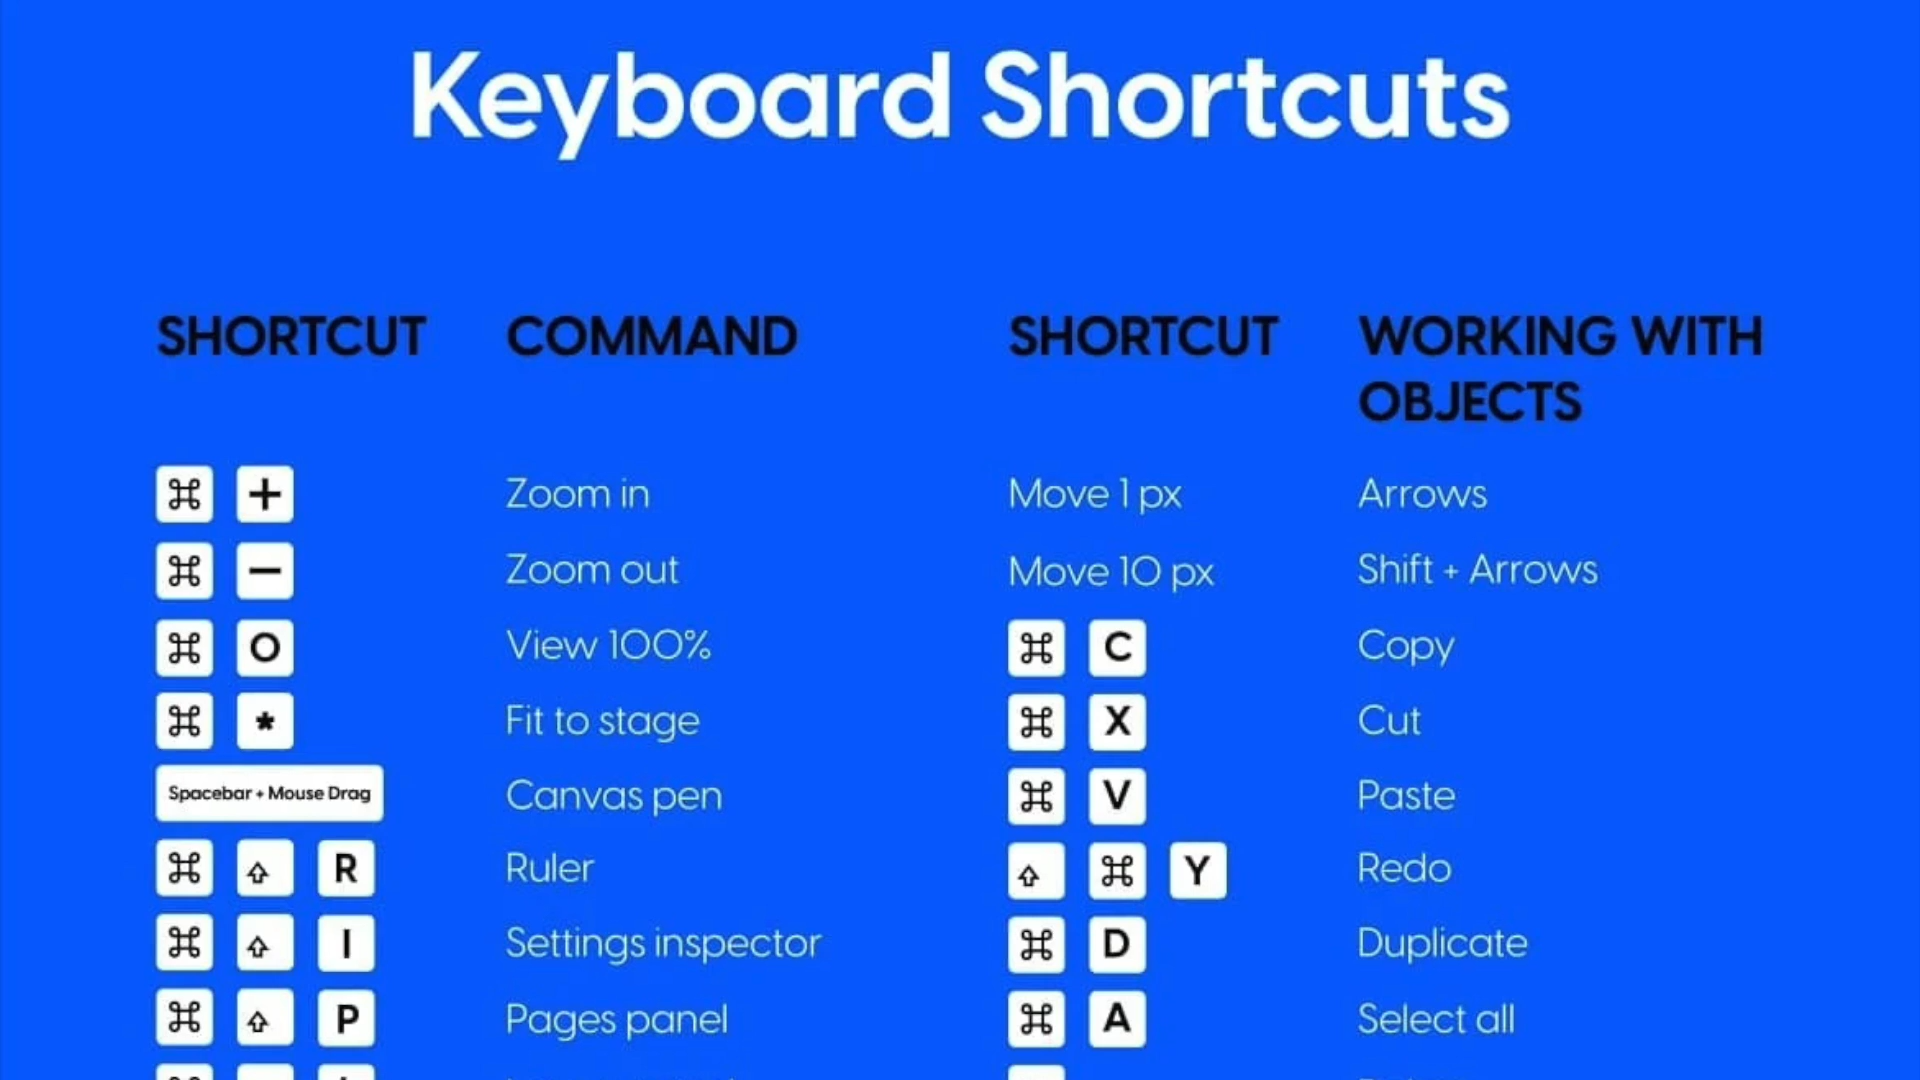 Keyboard Shortcuts
SHORTCUT COMMAND SHORTCUT WORKING WITH
OBJECTS
⌘ + Zoom in Move 1 px Arrows
⌘ − Zoom out Move 10 px Shift + Arrows
⌘ O View 100% ⌘ C Copy
⌘ * Fit to stage ⌘ X Cut
Spacebar + Mouse Drag Canvas pen ⌘ V Paste
⌘ ⇧ R Ruler ⇧ ⌘ Y Redo
⌘ ⇧ I Settings inspector ⌘ D Duplicate
⌘ ⇧ P Pages panel ⌘ A Select all